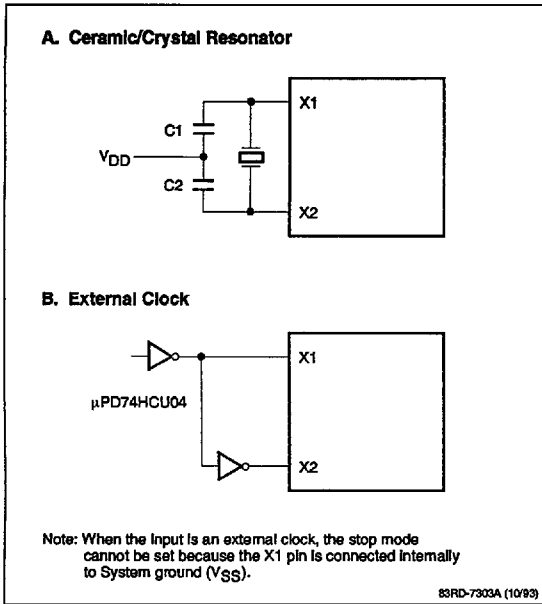 A. Ceramic/Crystal Resonator
X1
C1
VDD
C2
X2
B. External Clock
X1
µPD74HCU04
X2
Note: When the input is an external clock, the stop mode
cannot be set because the X1 pin is connected internally
to System ground (VSS).
83RD-7303A (10/93)